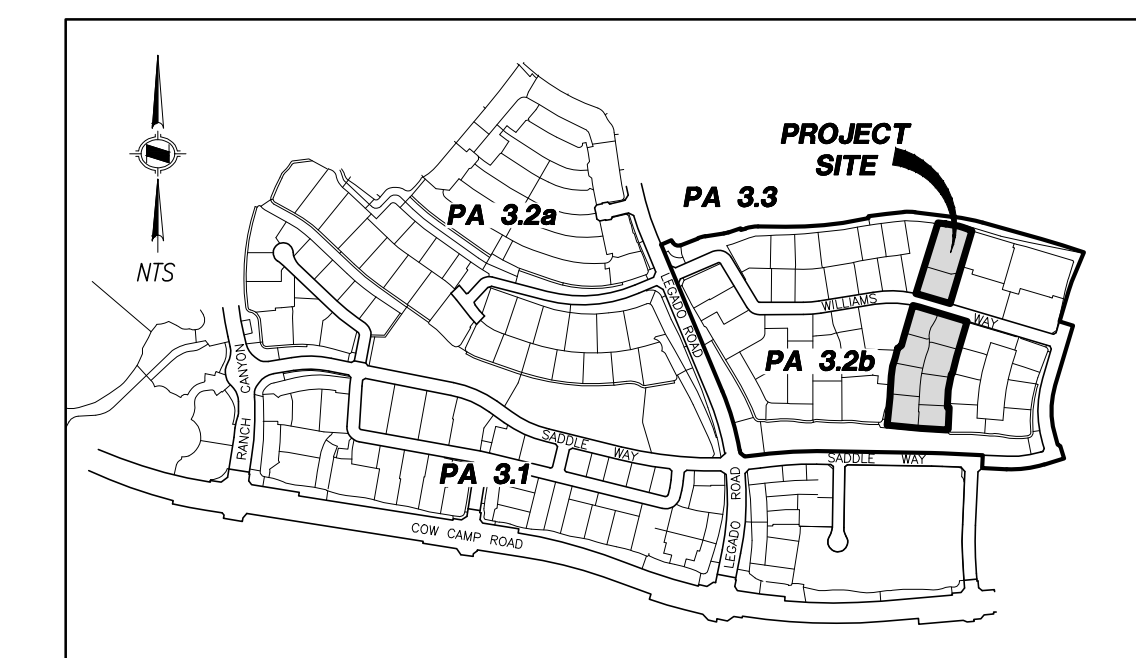 PROJECT
SITE
PA 3.3
PA 3.2a
NTS
LEGADO ROAD
WILLIAMS WAY
PA 3.2b
RANCH CANYON
SADDLE WAY
SADDLE WAY
PA 3.1
LEGADO ROAD
COW CAMP ROAD